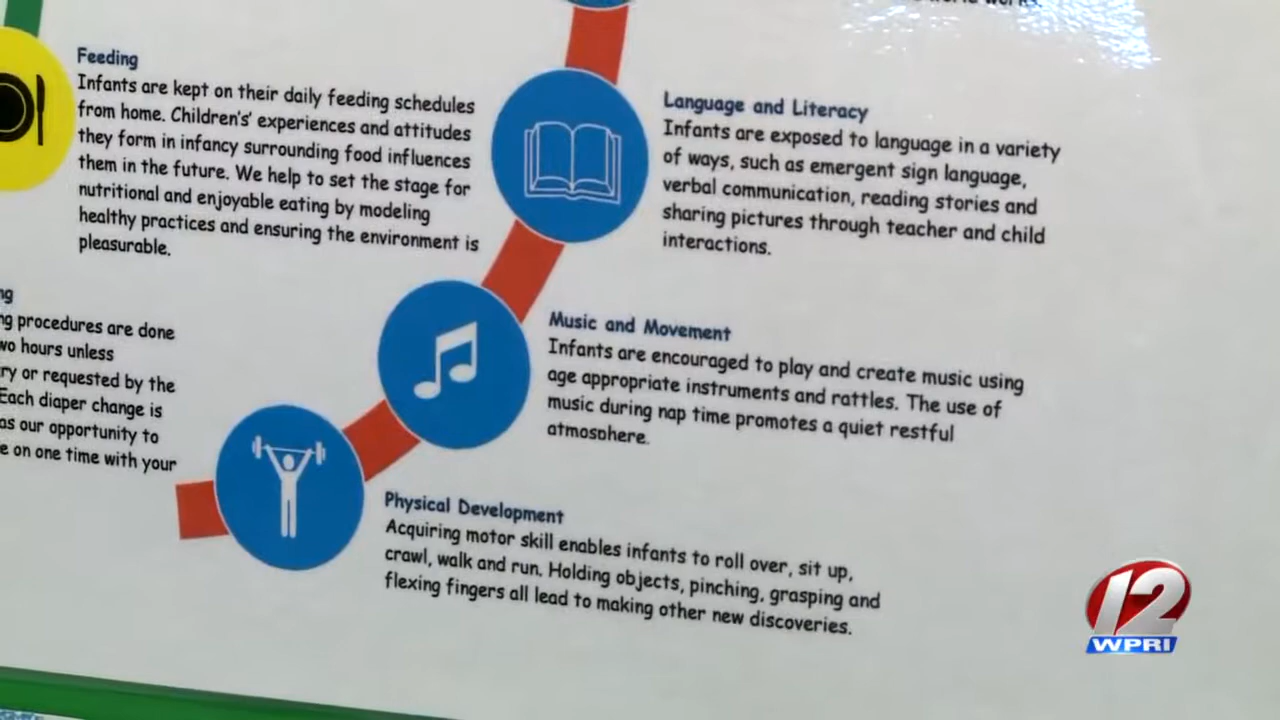 Feeding
Infants are kept on their daily feeding schedules
from home. Children's' experiences and attitudes
they form in infancy surrounding food influences
them in the future. We help to set the stage for
nutritional and enjoyable eating by modeling
healthy practices and ensuring the environment is
pleasurable.
procedures are done
hours unless
or requested by the
Each diaper change is
as our opportunity to
on one time with your
Language and Literacy
Infants are exposed to language in a variety
of ways, such as emergent sign language,
verbal communication, reading stories and
sharing pictures through teacher and child
interactions.
Music and Movement
Infants are encouraged to play and create music using
age appropriate instruments and rattles. The use of
music during nap time promotes a quiet restful
atmosphere.
Physical Development
Acquiring motor skill enables infants to roll over, sit up,
crawl, walk and run. Holding objects, pinching, grasping and
flexing fingers all lead to making other new discoveries.
12
WPRI